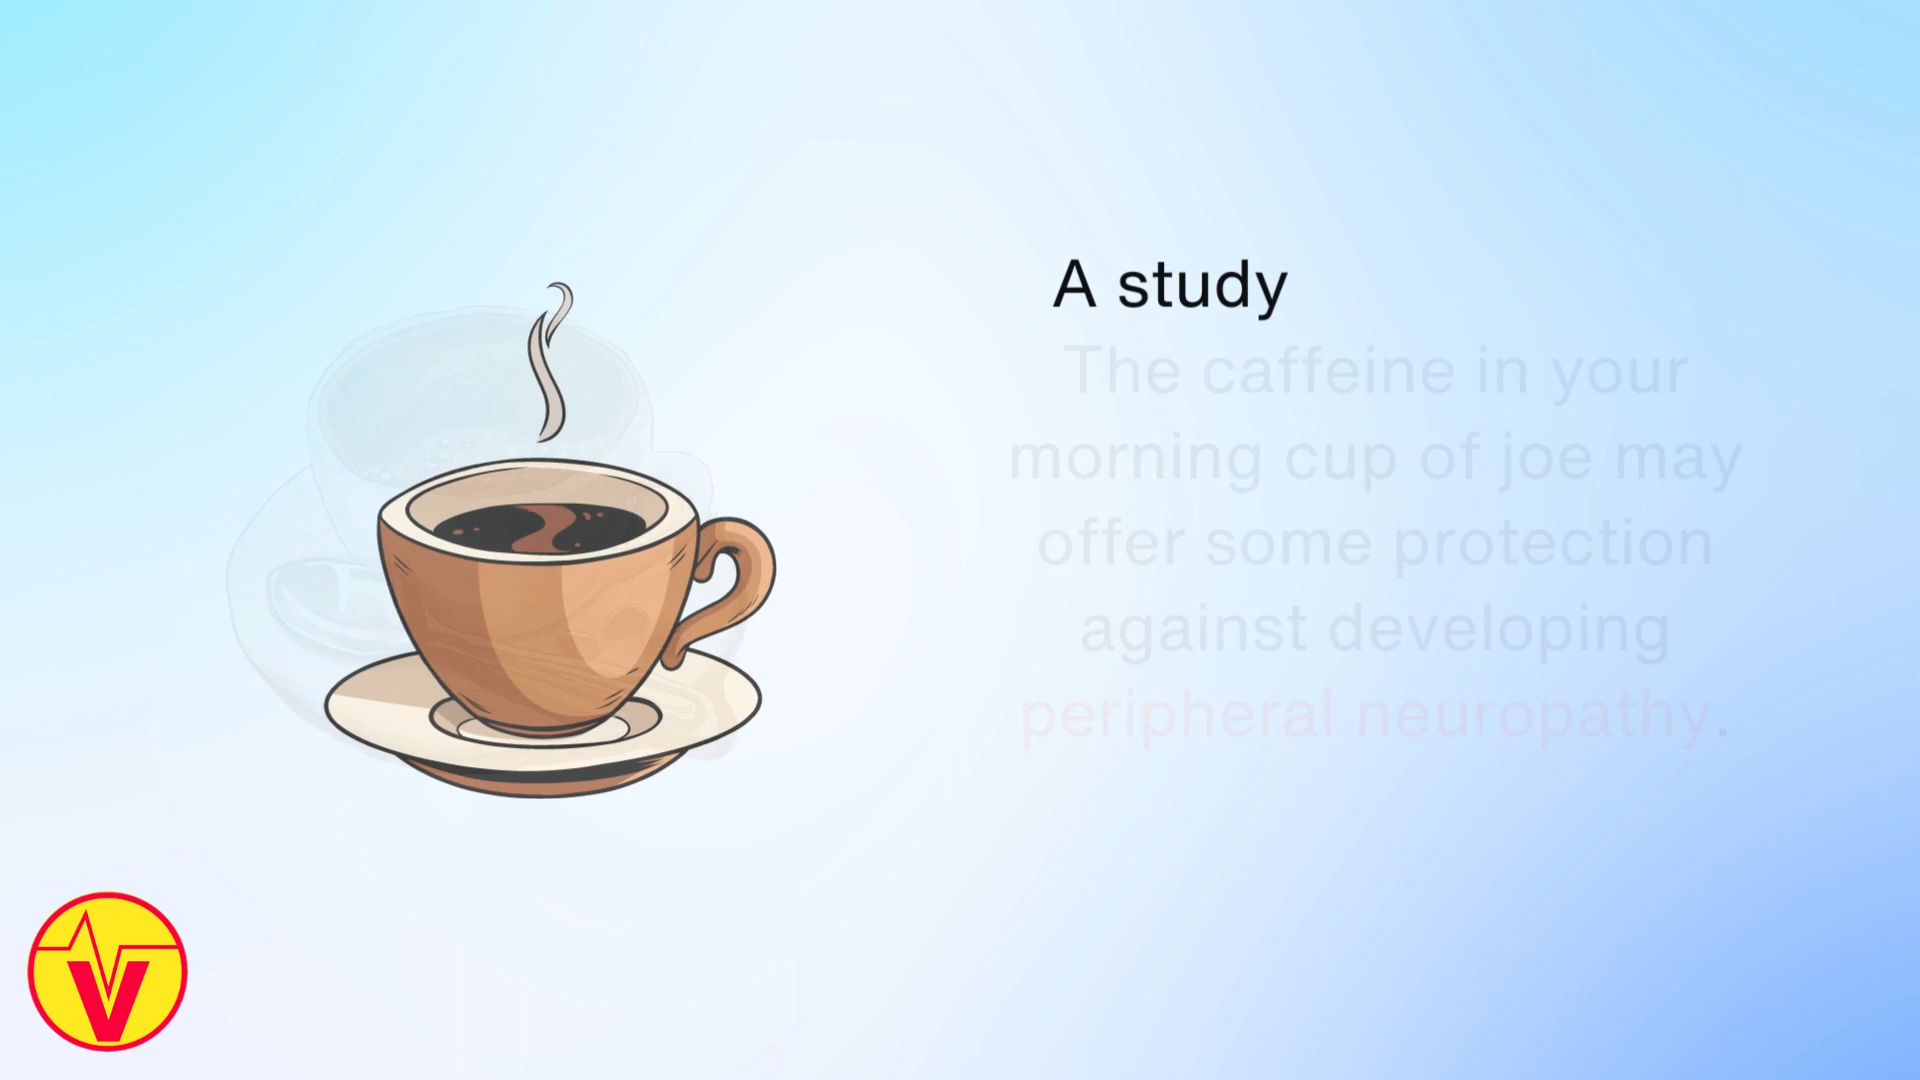 A study
The caffeine in your
morning cup of joe may
offer some protection
against developing
peripheral neuropathy.
V